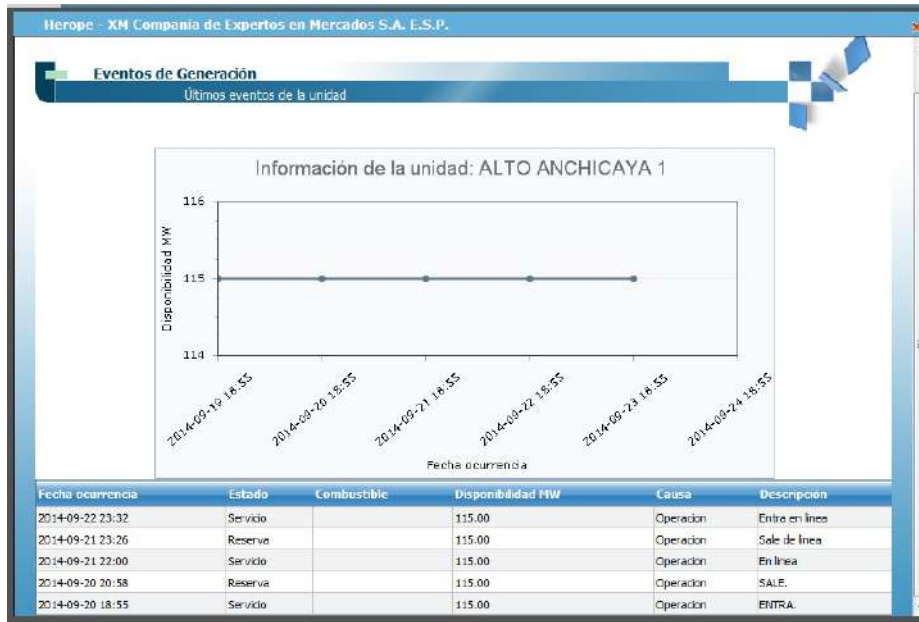 Herope - XM Compania de Expertos en Mercados S.A. E.S.P.
Eventos de Generación
Últimos eventos de la unidad
Información de la unidad: ALTO ANCHICAYA 1
116
115
114
Disponibilidad MW
2014-09-19 18:55
2014-09-20 18:55
2014-09-21 18:55
2014-09-22 18:55
2014-09-23 18:55
2014-09-24 18:55
Fecha ocurrencia
Fecha ocurrencia Estado Combustible Disponibilidad MW Causa Descripción
2014-09-22 23:32 Servicio 115.00 Operacion Entra en linea
2014-09-21 23:26 Reserva 115.00 Operacion Sale de linea
2014-09-21 22:00 Servicio 115.00 Operacion En linea
2014-09-20 20:58 Reserva 115.00 Operacion SALE.
2014-09-20 18:55 Servicio 115.00 Operacion ENTRA.